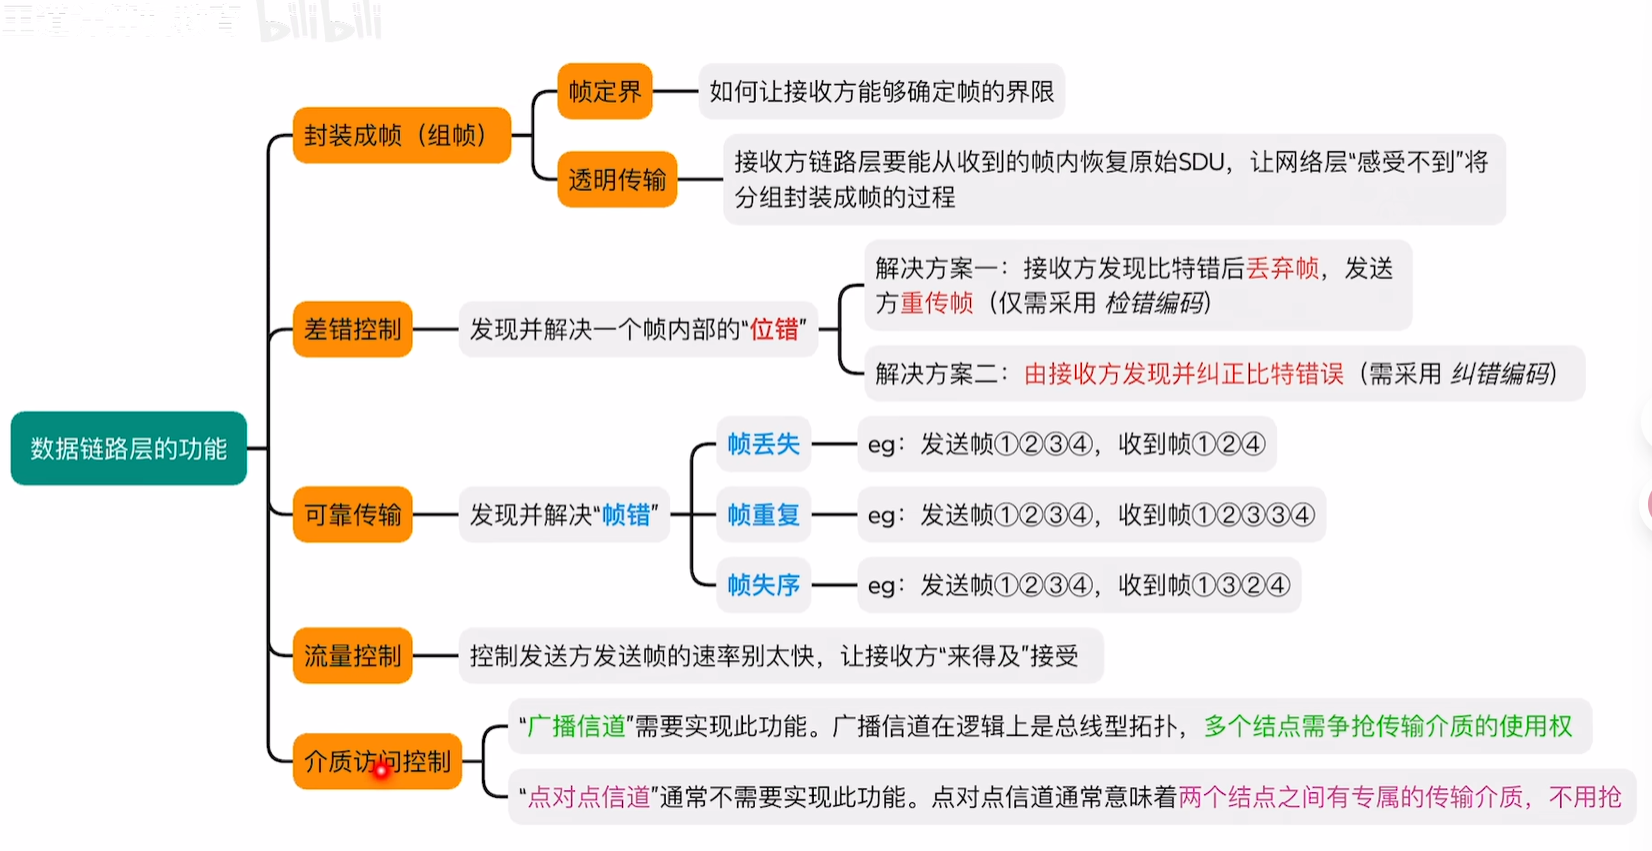 bilibili
封装成帧（组帧）
帧定界
如何让接收方能够确定帧的界限
透明传输
接收方链路层要能从收到的帧内恢复原始SDU，让网络层“感受不到”将
分组封装成帧的过程
差错控制
发现并解决一个帧内部的“位错”
解决方案一：接收方发现比特错后丢弃帧，发送
方重传帧（仅需采用 检错编码）
解决方案二：由接收方发现并纠正比特错误（需采用 纠错编码）
数据链路层的功能
可靠传输
发现并解决“帧错”
帧丢失
eg：发送帧①②③④，收到帧①②④
帧重复
eg：发送帧①②③④，收到帧①②③③④
帧失序
eg：发送帧①②③④，收到帧①③②④
流量控制
控制发送方发送帧的速率别太快，让接收方“来得及”接受
介质访问控制
“广播信道”需要实现此功能。广播信道在逻辑上是总线型拓扑，多个结点需争抢传输介质的使用权
“点对点信道”通常不需要实现此功能。点对点信道通常意味着两个结点之间有专属的传输介质，不用抢